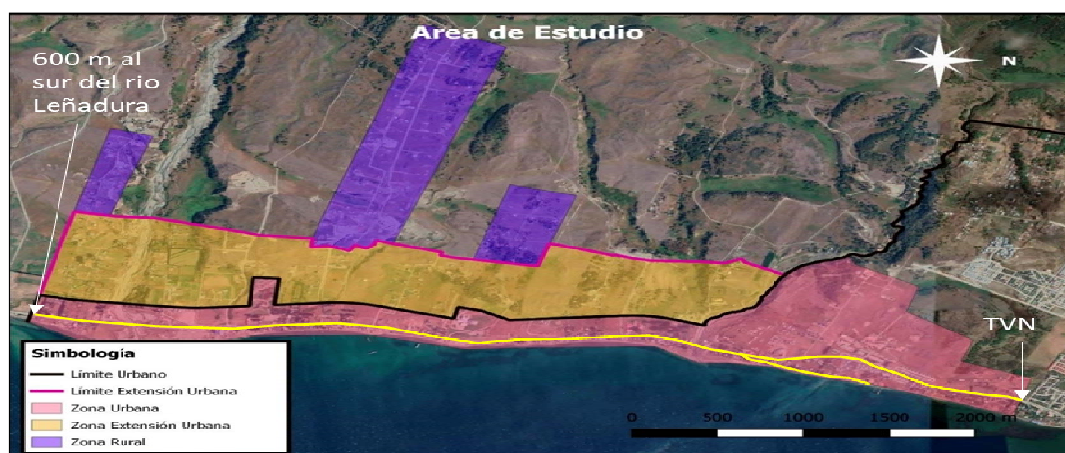 Area de Estudio
600 m al
sur del rio
Leñadura
N
TVN
Simbología
Límite Urbano
Límite Extensión Urbana
Zona Urbana
Zona Extensión Urbana
Zona Rural
0 500 1000 1500 2000 m